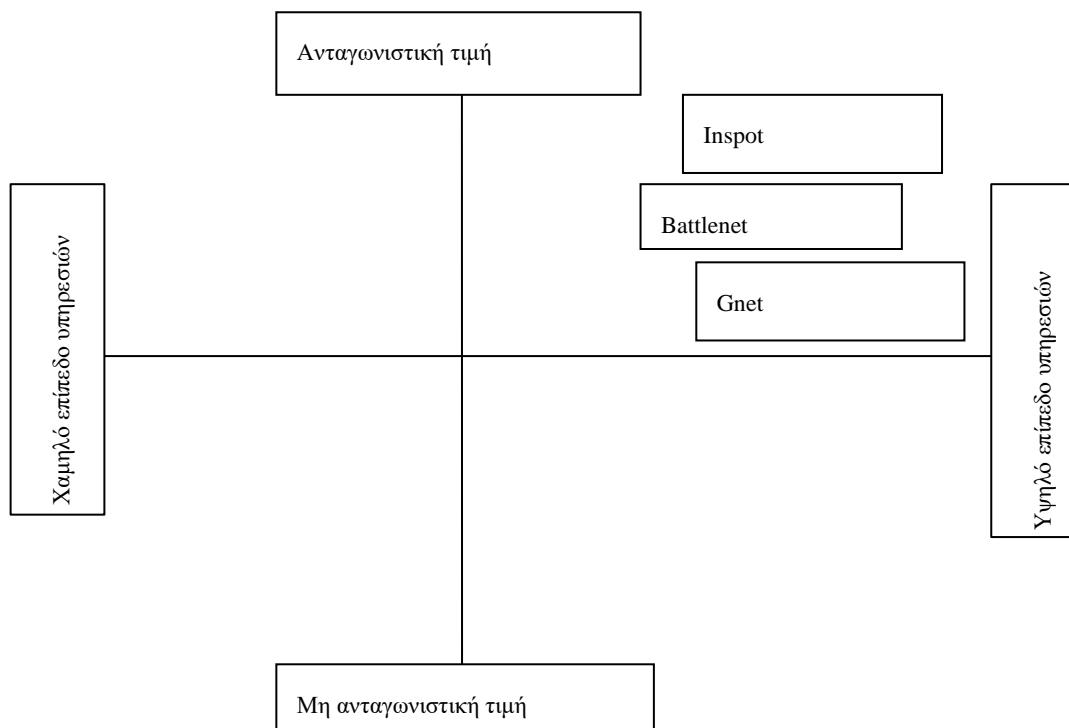 Ανταγωνιστική τιμή
Inspot
Battlenet
Gnet
Χαμηλό επίπεδο υπηρεσιών
Υψηλό επίπεδο υπηρεσιών
Μη ανταγωνιστική τιμή